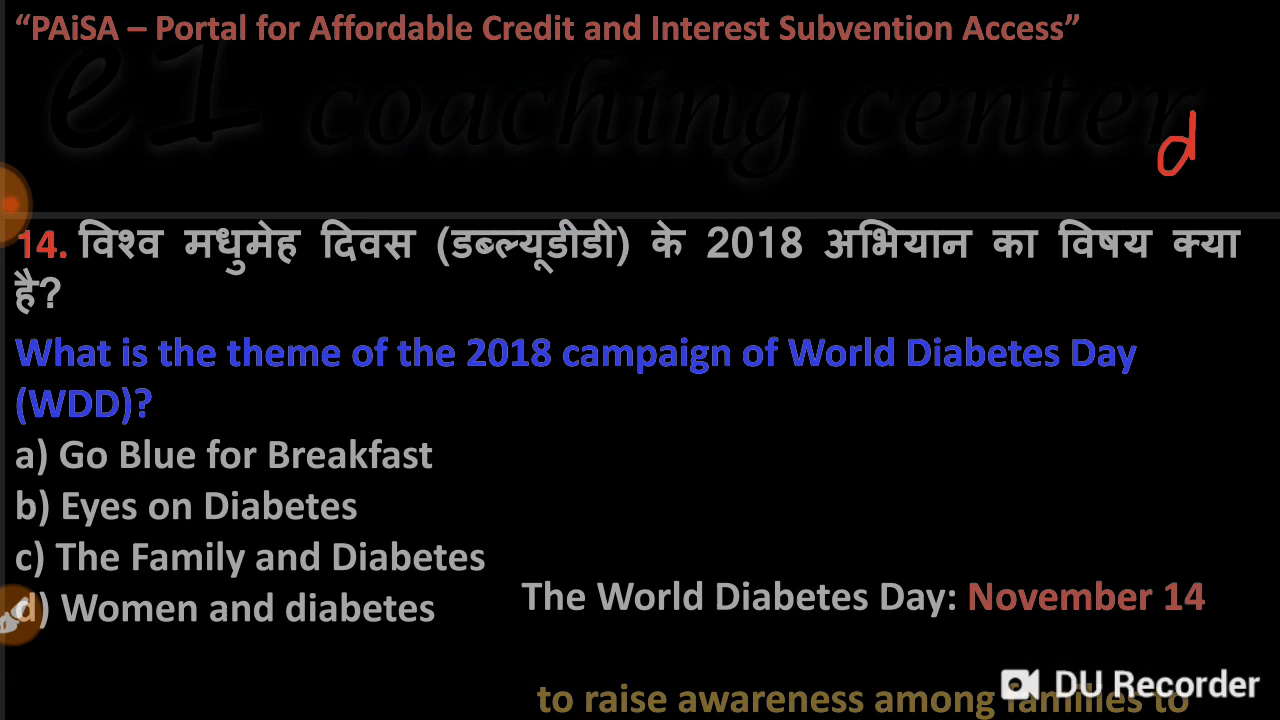 “PAiSA – Portal for Affordable Credit and Interest Subvention Access”
e1 coaching center
d
14. विश्व मधुमेह दिवस (डब्ल्यूडीडी) के 2018 अभियान का विषय क्या
है?
What is the theme of the 2018 campaign of World Diabetes Day
(WDD)?
a) Go Blue for Breakfast
b) Eyes on Diabetes
c) The Family and Diabetes
d) Women and diabetes
The World Diabetes Day: November 14
to raise awareness among families to
DU Recorder